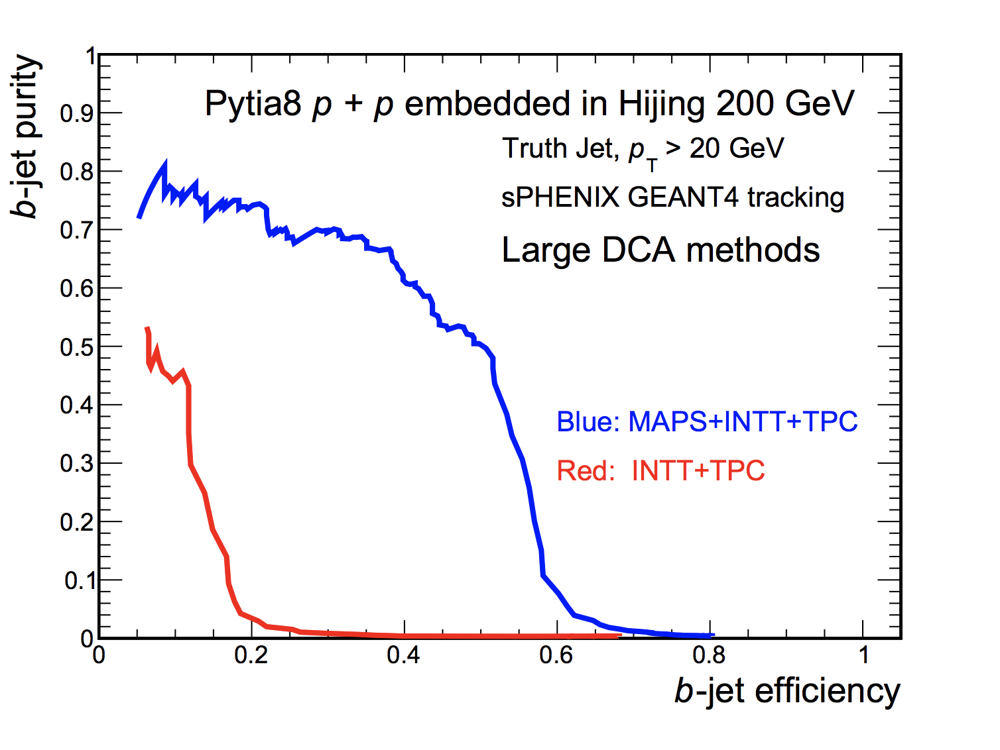 b-jet purity
1
0.9
0.8
0.7
0.6
0.5
0.4
0.3
0.2
0.1
0
Pytia8 p + p embedded in Hijing 200 GeV
Truth Jet, pT > 20 GeV
sPHENIX GEANT4 tracking
Large DCA methods
Blue: MAPS+INTT+TPC
Red: INTT+TPC
0 0.2 0.4 0.6 0.8 1
b-jet efficiency